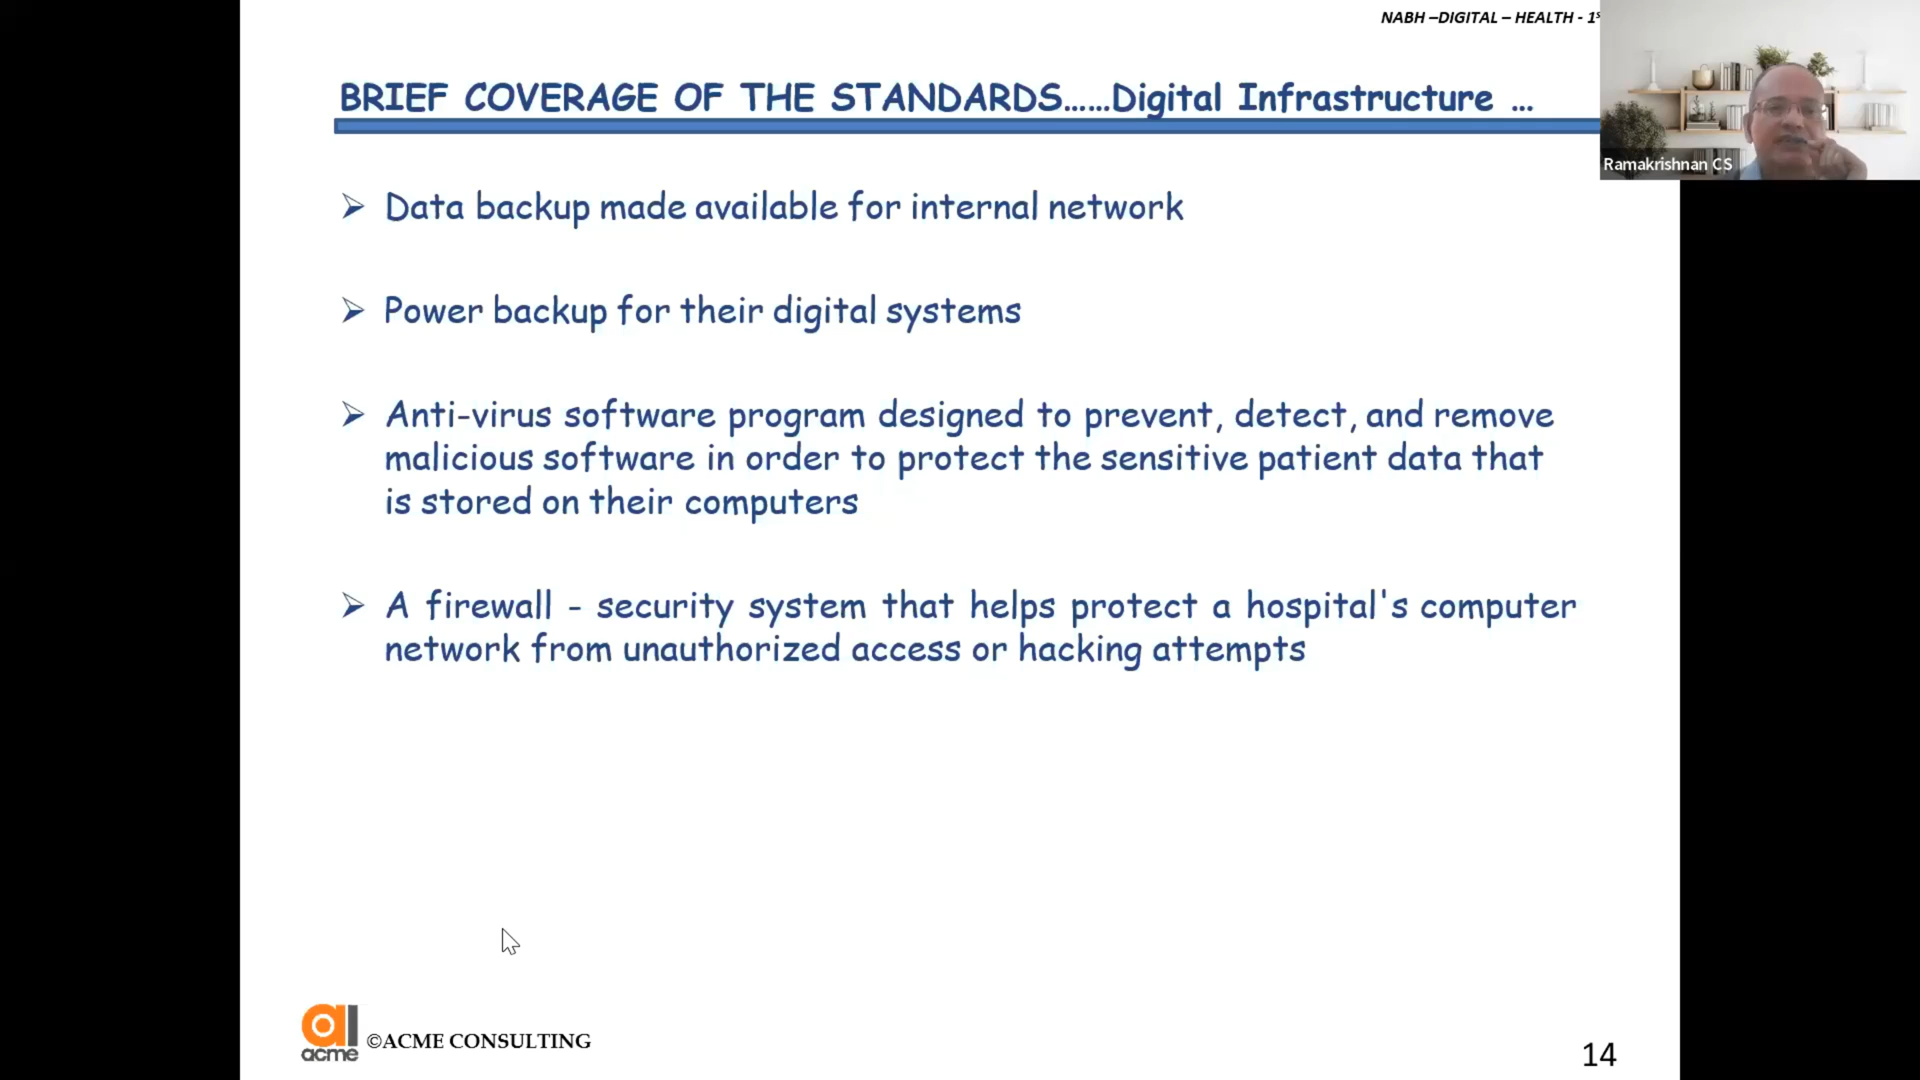 NABH –DIGITAL – HEALTH - 1s
BRIEF COVERAGE OF THE STANDARDS……Digital Infrastructure …
Ramakrishnan CS
➢ Data backup made available for internal network
➢ Power backup for their digital systems
➢ Anti-virus software program designed to prevent, detect, and remove
malicious software in order to protect the sensitive patient data that
is stored on their computers
➢ A firewall - security system that helps protect a hospital's computer
network from unauthorized access or hacking attempts
acme
©ACME CONSULTING
14